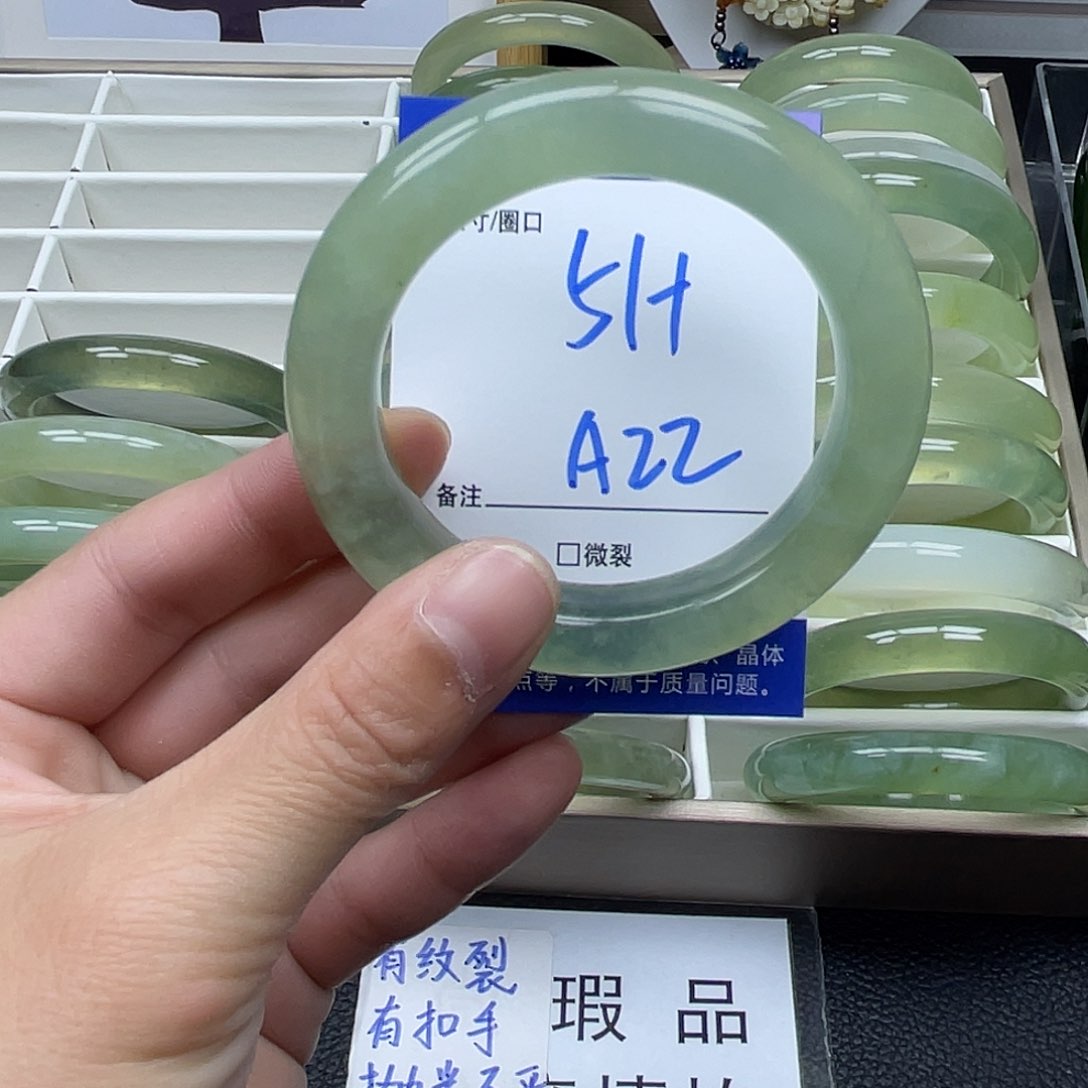 寸/圈口
5H
A22
备注
□微裂
晶体
点等，不属于质量问题。
有纹裂
有扣手
瑕 品